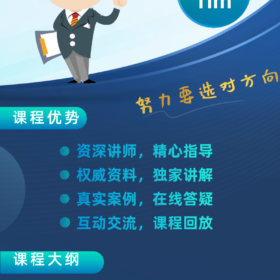 努力要选对方向
课程优势
资深讲师，精心指导
权威资料，独家讲解
真实案例，在线答疑
互动交流，课程回放
课程大纲